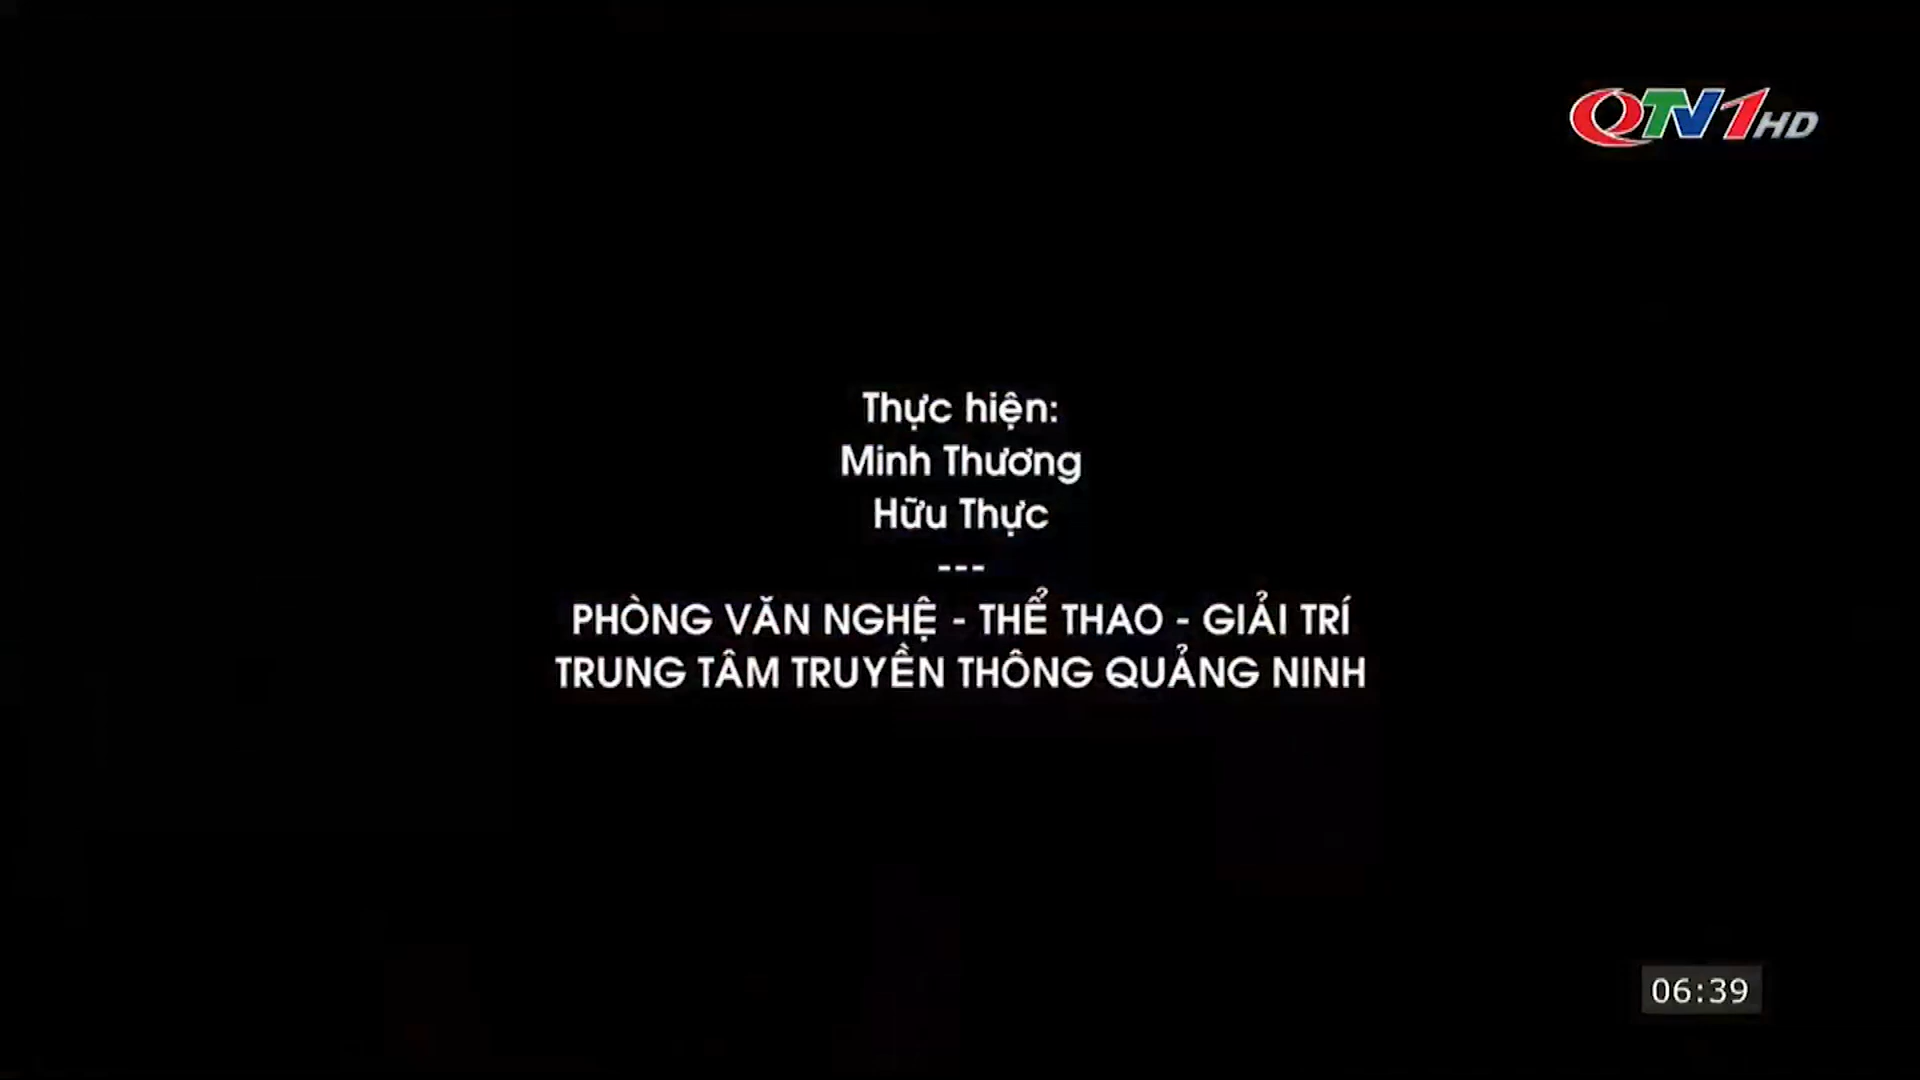 QTV1HD
Thực hiện:
Minh Thương
Hữu Thực
---
PHÒNG VĂN NGHỆ - THỂ THAO - GIẢI TRÍ
TRUNG TÂM TRUYỀN THÔNG QUẢNG NINH
06:39